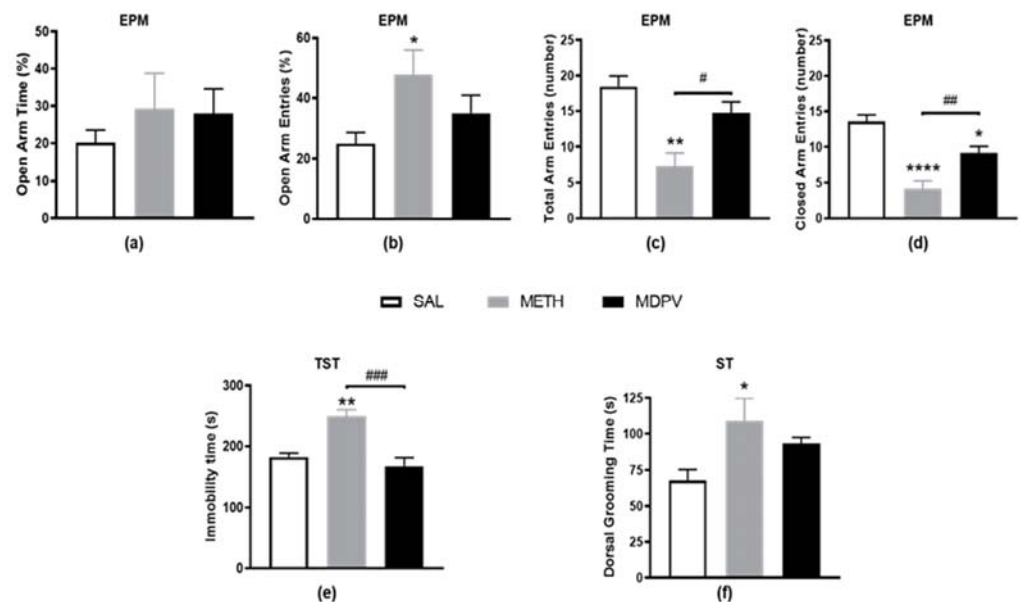 EPM
Open Arm Time (%)
50
40
30
20
10
0
(a)
EPM
Open Arm Entries (%)
60
40
20
0
*
(b)
EPM
Total Arm Entries (number)
25
20
15
10
5
0
**
#
(c)
EPM
Closed Arm Entries (number)
25
20
15
10
5
0
****
##
*
(d)
SAL METH MDPV
TST
Immobility time (s)
300
200
100
0
**
###
(e)
ST
Dorsal Grooming Time (s)
125
100
75
50
25
0
*
(f)